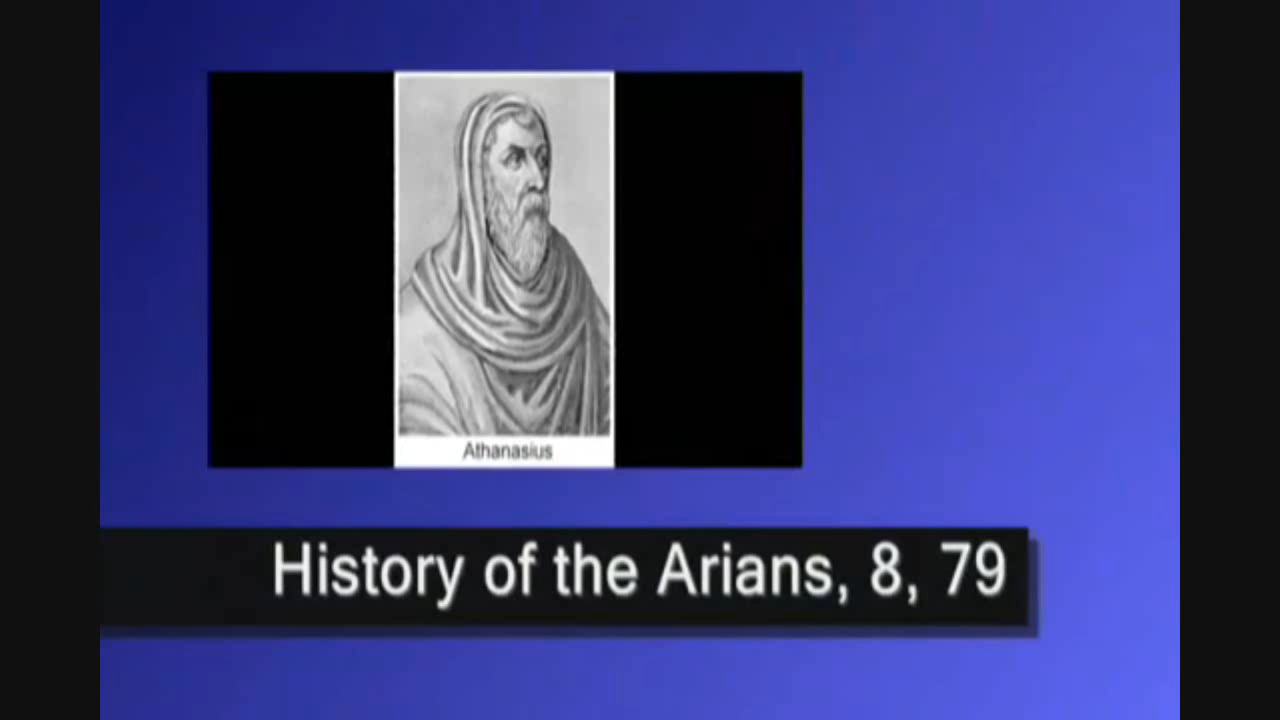 Athanasius
History of the Arians, 8, 79